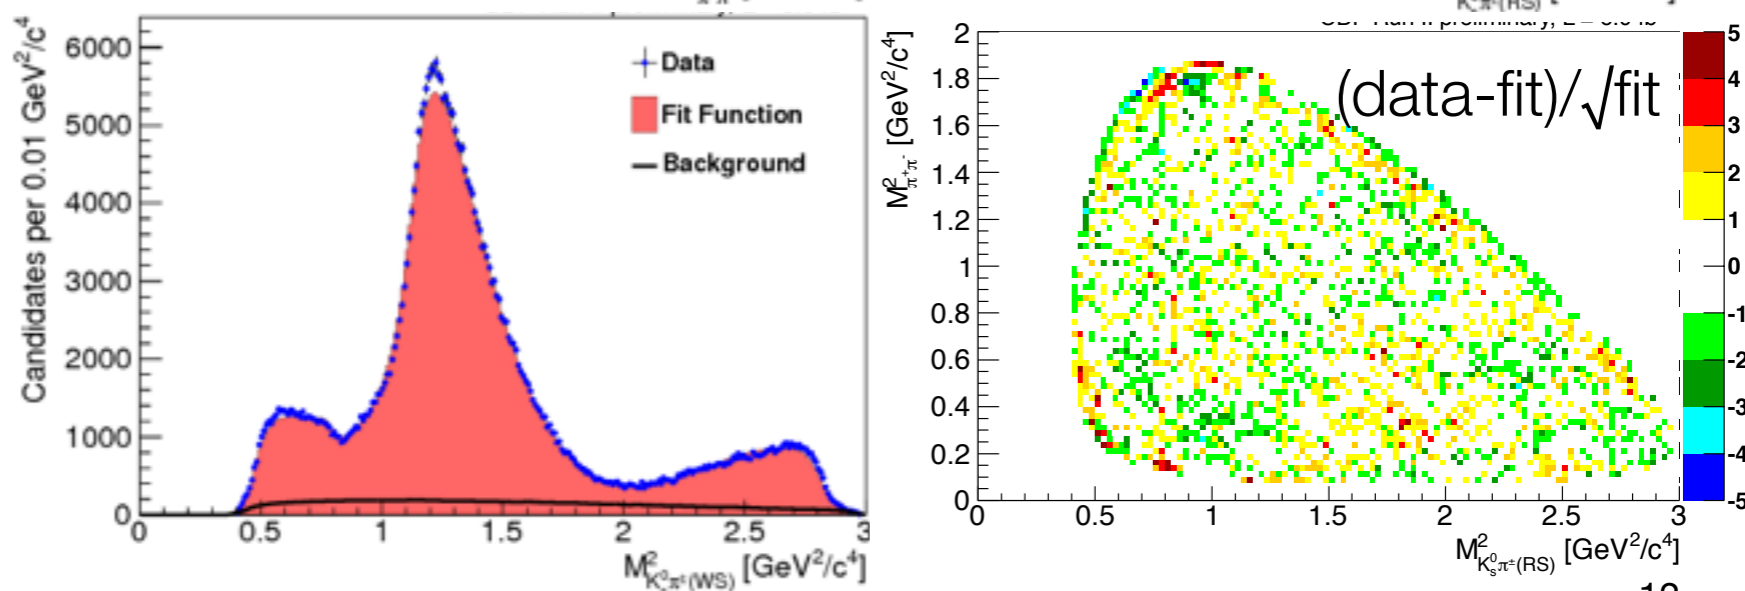 Candidates per 0.01 GeV²/c⁴
6000
5000
4000
3000
2000
1000
0
Data
Fit Function
Background
0 0.5 1 1.5 2 2.5 3
M²K⁰π±(WS) [GeV²/c⁴]
K⁰sπ±(RS)
M²π⁺π⁻ [GeV²/c⁴]
2
1.8
1.6
1.4
1.2
1
0.8
0.6
0.4
0.2
0
(data-fit)/√fit
0 0.5 1 1.5 2 2.5 3
M²K⁰sπ±(RS) [GeV²/c⁴]
5
4
3
2
1
0
-1
-2
-3
-4
-5